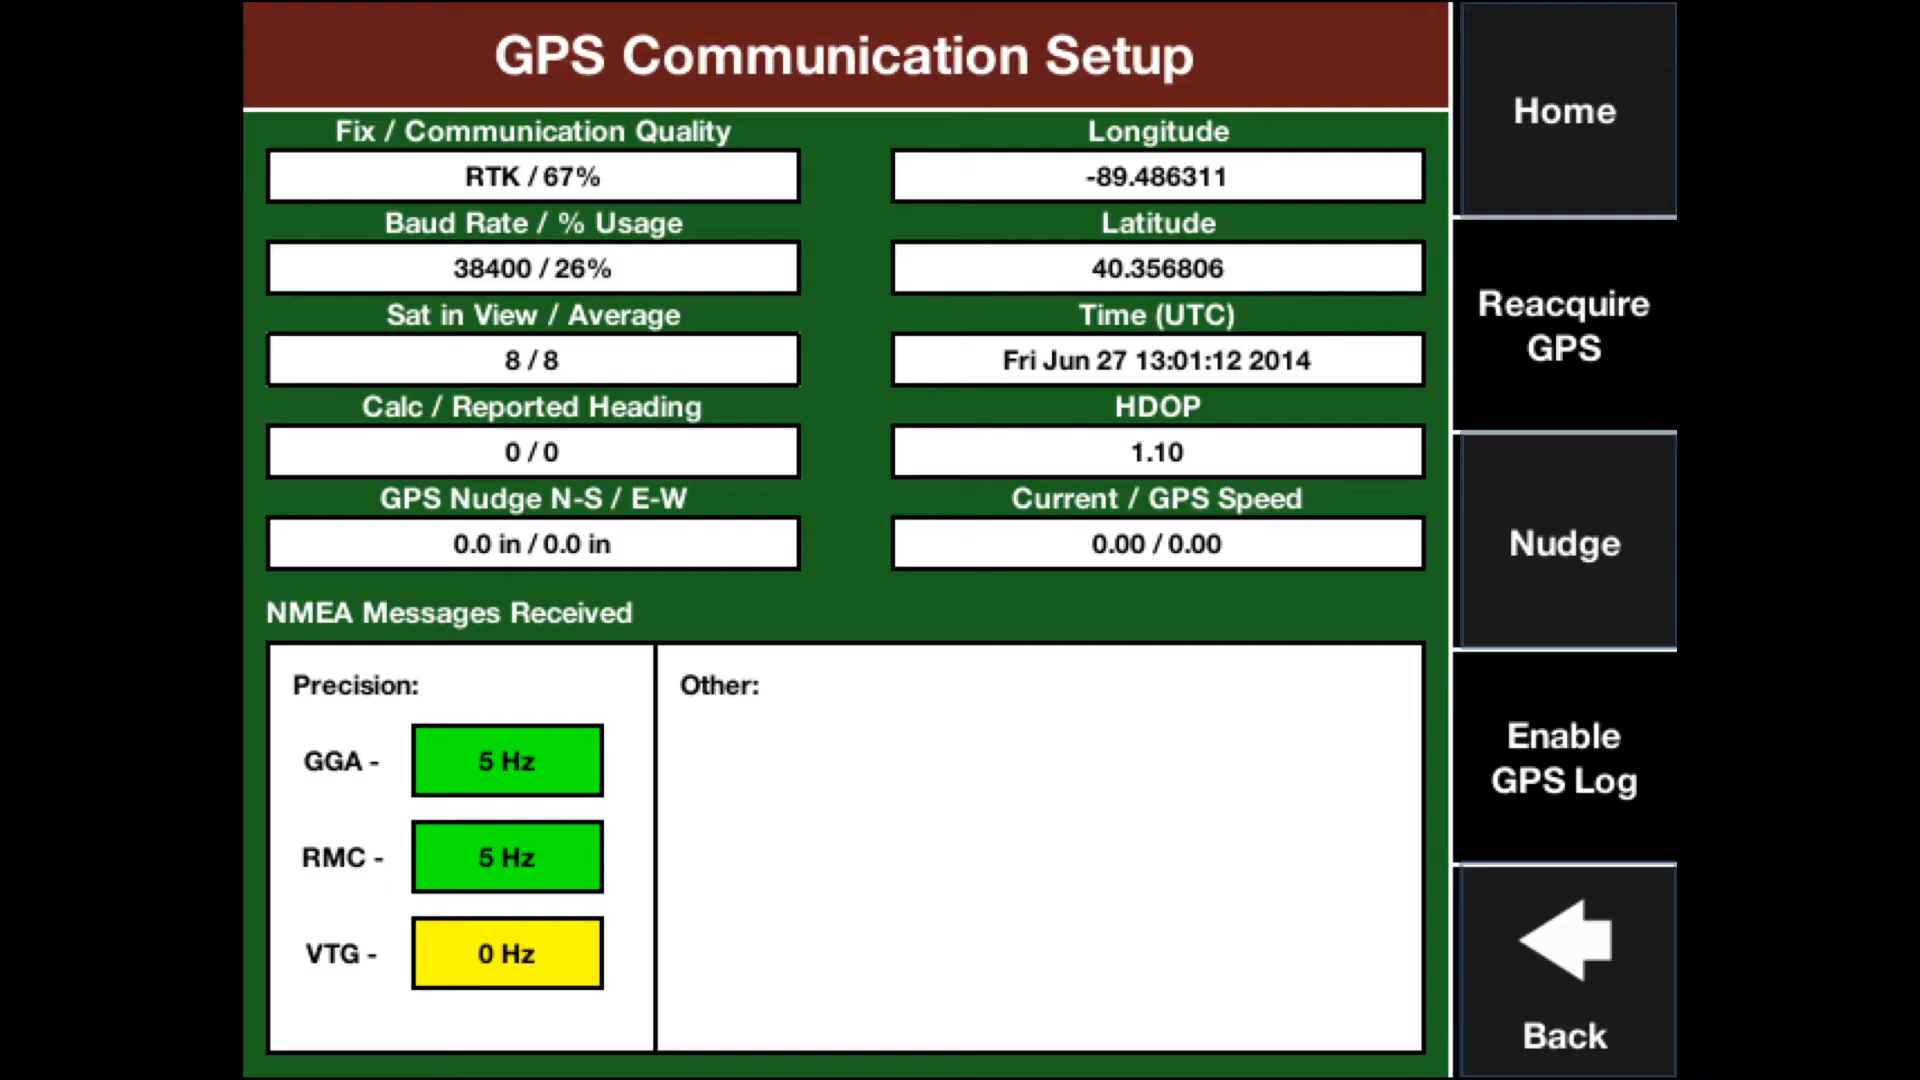 GPS Communication Setup
Fix / Communication Quality
RTK / 67%
Baud Rate / % Usage
38400 / 26%
Sat in View / Average
8 / 8
Calc / Reported Heading
0 / 0
GPS Nudge N-S / E-W
0.0 in / 0.0 in
Longitude
-89.486311
Latitude
40.356806
Time (UTC)
Fri Jun 27 13:01:12 2014
HDOP
1.10
Current / GPS Speed
0.00 / 0.00
NMEA Messages Received
Precision:
GGA - 5 Hz
RMC - 5 Hz
VTG - 0 Hz
Other:
Home
Reacquire
GPS
Nudge
Enable
GPS Log
Back